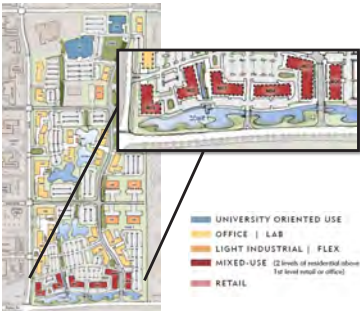 UNIVERSITY ORIENTED USE
OFFICE | LAB
LIGHT INDUSTRIAL | FLEX
MIXED-USE (2 levels of residential above
1st level retail or office)
RETAIL